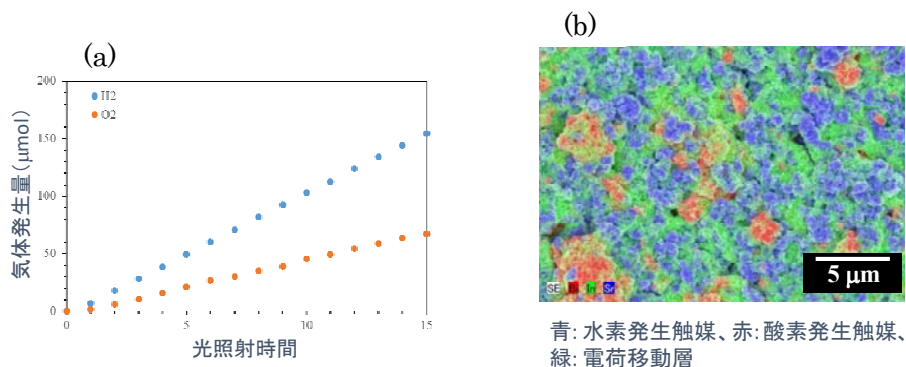 (a)
200
150
100
50
0
H2
O2
気体発生量(μmol)
0 5 10 15
光照射時間
(b)
SE In Sr
5 μm
青: 水素発生触媒、赤: 酸素発生触媒、
緑: 電荷移動層